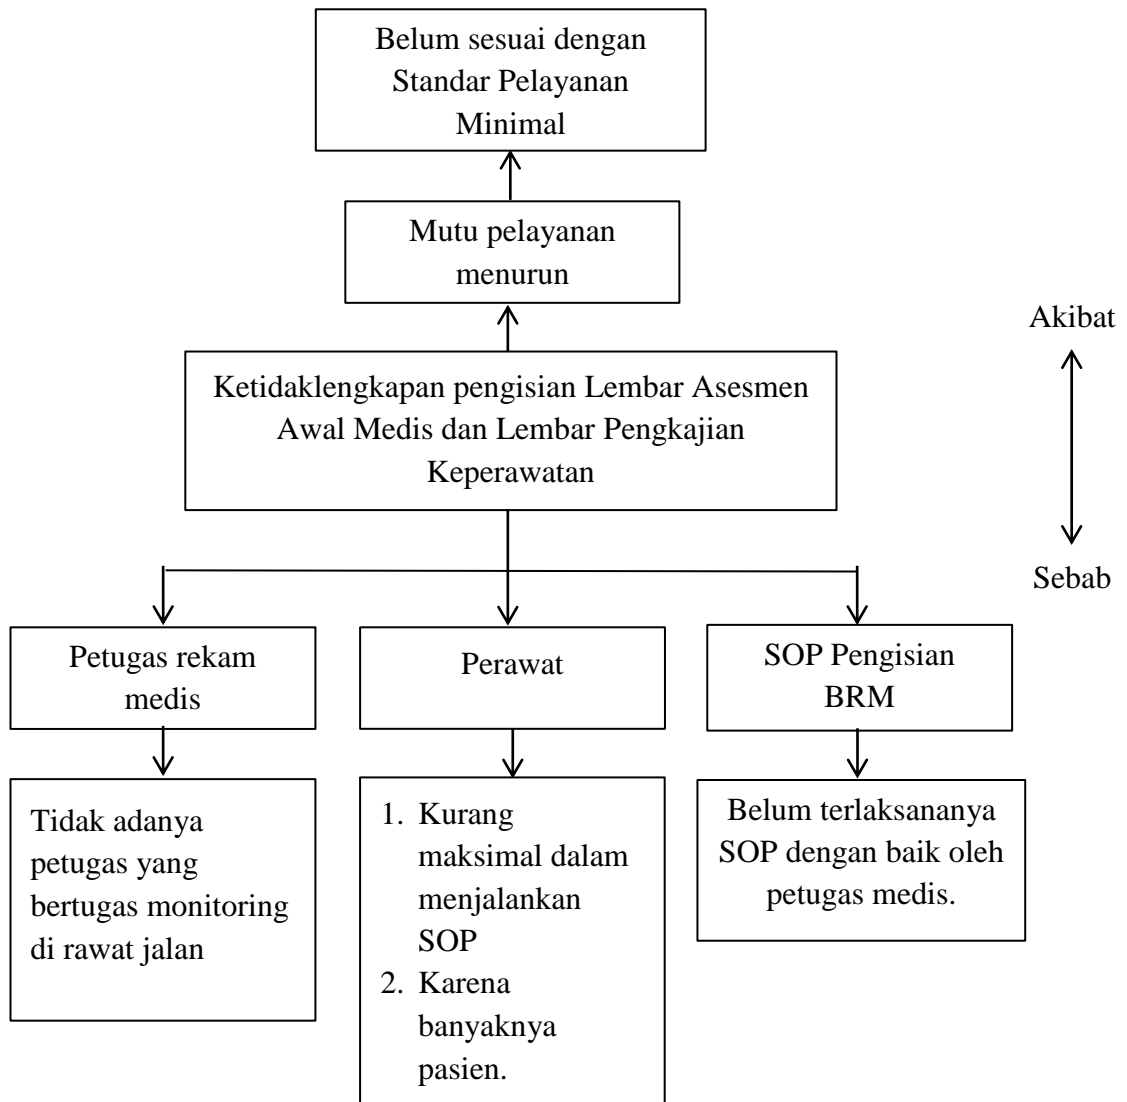 Belum sesuai dengan
Standar Pelayanan
Minimal
Mutu pelayanan
menurun
Akibat
Ketidaklengkapan pengisian Lembar Asesmen
Awal Medis dan Lembar Pengkajian
Keperawatan
Sebab
Petugas rekam
medis
Perawat
SOP Pengisian
BRM
Tidak adanya
petugas yang
bertugas monitoring
di rawat jalan
1. Kurang
maksimal dalam
menjalankan
SOP
2. Karena
banyaknya
pasien.
Belum terlaksananya
SOP dengan baik oleh
petugas medis.